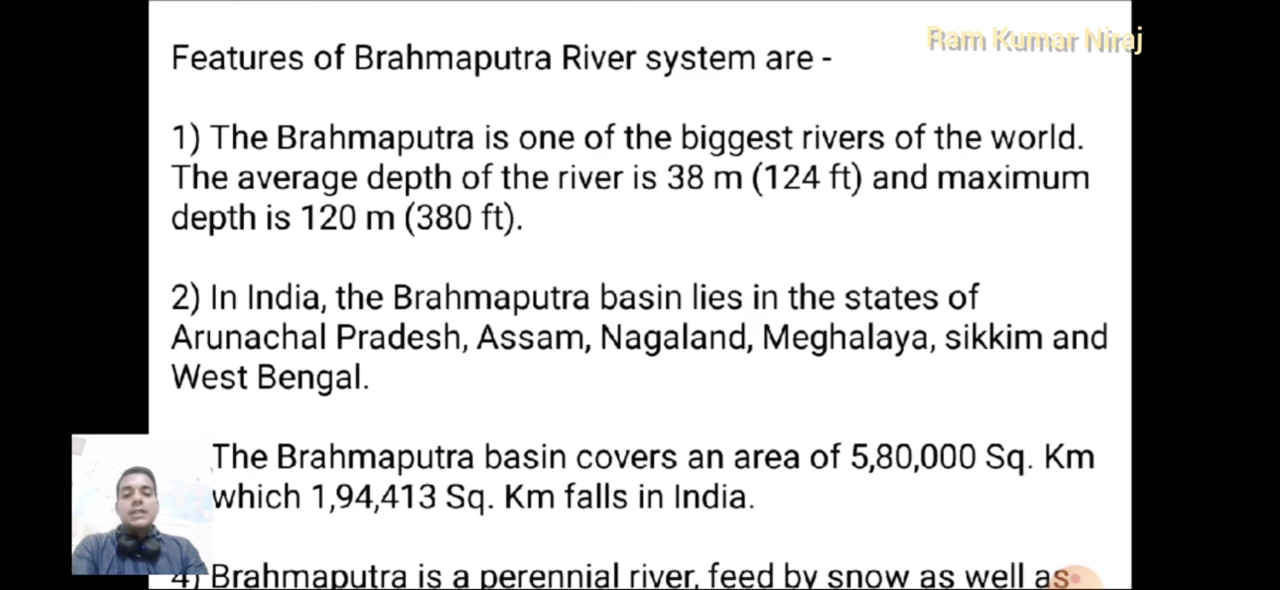 Ram Kumar Niraj
Features of Brahmaputra River system are -
1) The Brahmaputra is one of the biggest rivers of the world.
The average depth of the river is 38 m (124 ft) and maximum
depth is 120 m (380 ft).
2) In India, the Brahmaputra basin lies in the states of
Arunachal Pradesh, Assam, Nagaland, Meghalaya, sikkim and
West Bengal.
The Brahmaputra basin covers an area of 5,80,000 Sq. Km
which 1,94,413 Sq. Km falls in India.
4) Brahmaputra is a perennial river, feed by snow as well as